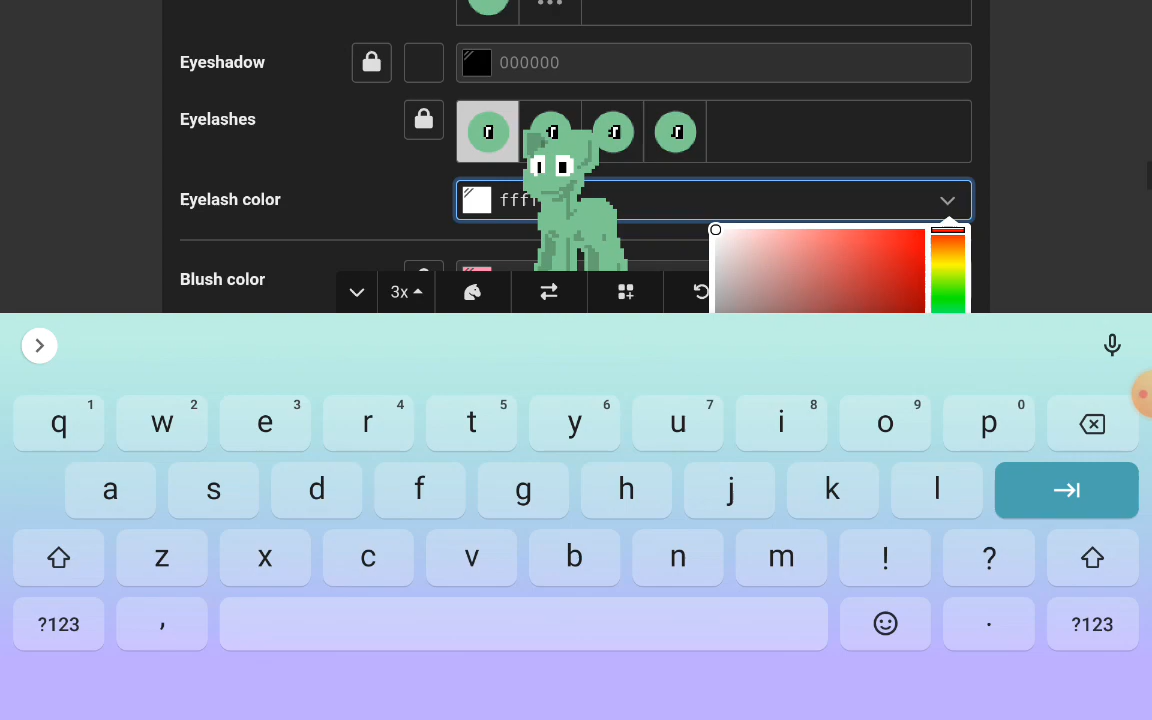 Eyeshadow 000000
Eyelashes
Eyelash color
Blush color
3x
q 1 w 2 e 3 r 4 t 5 y 6 u 7 i 8 o 9 p 0
a s d f g h j k l
z x c v b n m ! ?
?123 , . ?123